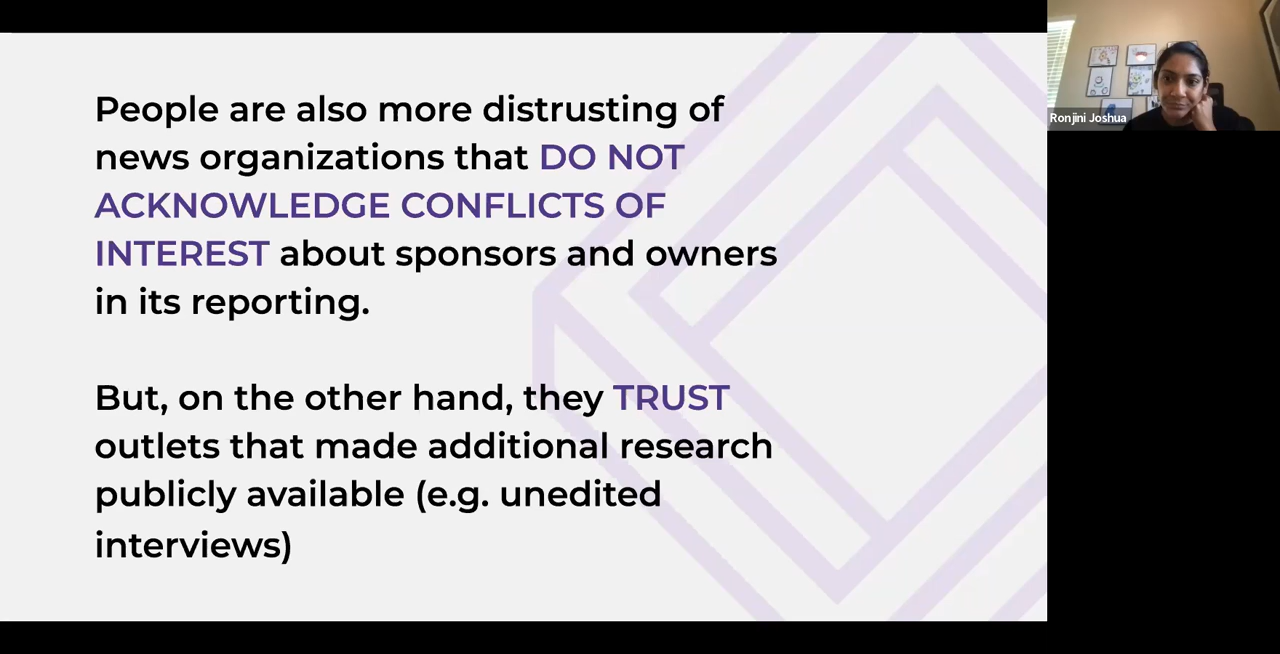 People are also more distrusting of
news organizations that DO NOT
ACKNOWLEDGE CONFLICTS OF
INTEREST about sponsors and owners
in its reporting.
But, on the other hand, they TRUST
outlets that made additional research
publicly available (e.g. unedited
interviews)
Ronjini Joshua